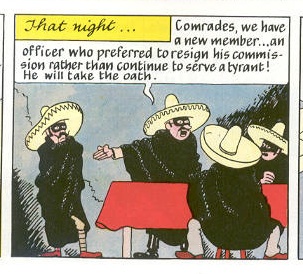 That night ...
Comrades, we have
a new member...an
officer who preferred to resign his commis-
sion rather than continue to serve a tyrant!
He will take the oath.